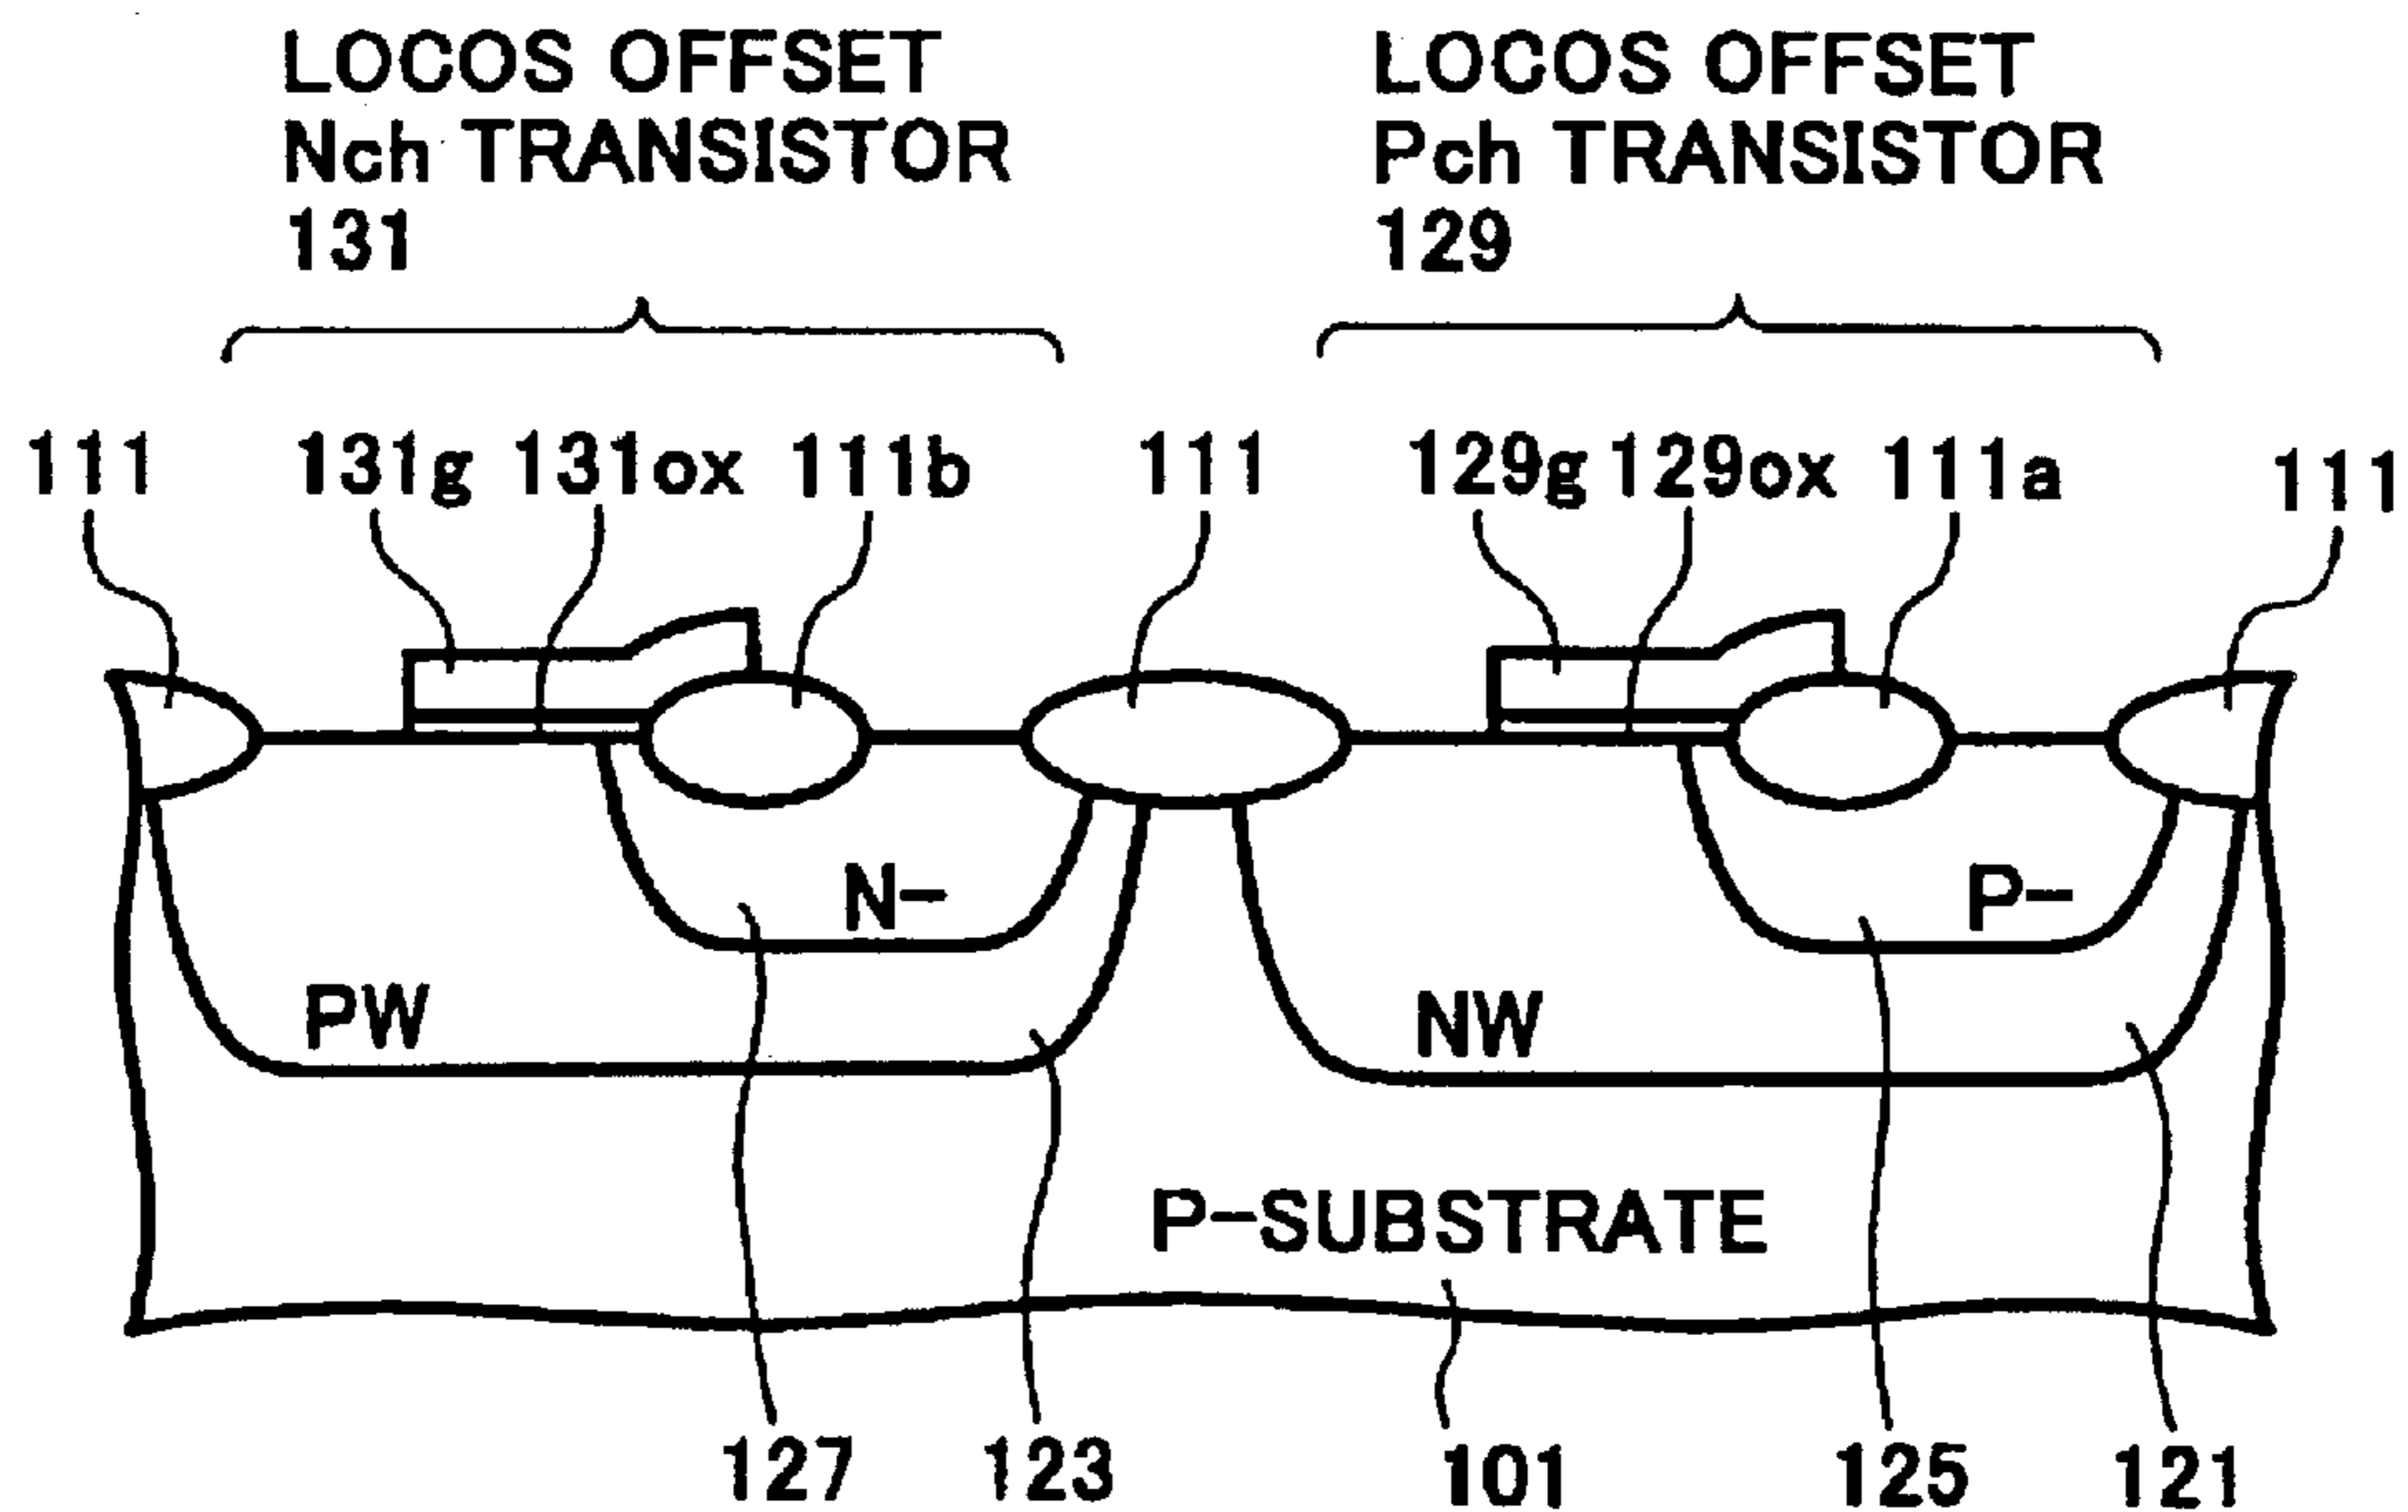 LOCOS OFFSET
Nch TRANSISTOR
131
LOCOS OFFSET
Pch TRANSISTOR
129
111 131g 131ox 111b 111 129g 129ox 111a 111
N-
P-
PW
NW
P-SUBSTRATE
127 123 101 125 121